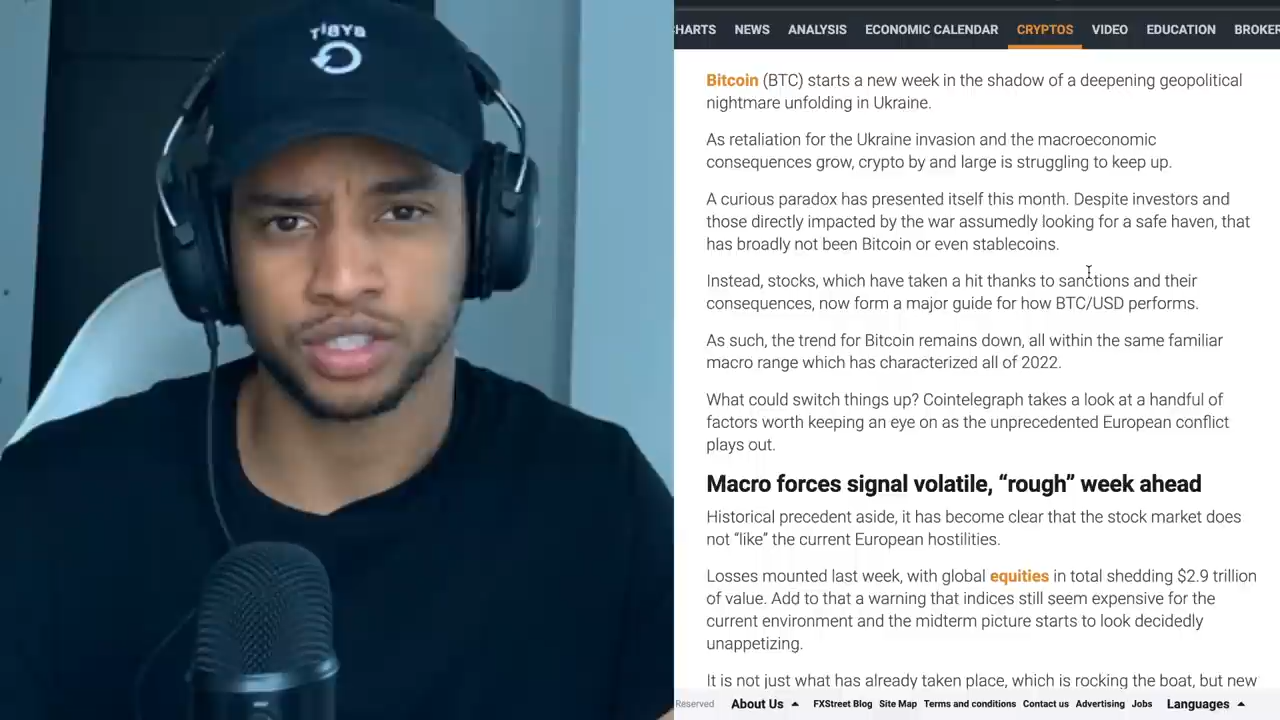 TIBYD
CHARTS NEWS ANALYSIS ECONOMIC CALENDAR CRYPTOS VIDEO EDUCATION BROKER
Bitcoin (BTC) starts a new week in the shadow of a deepening geopolitical
nightmare unfolding in Ukraine.
As retaliation for the Ukraine invasion and the macroeconomic
consequences grow, crypto by and large is struggling to keep up.
A curious paradox has presented itself this month. Despite investors and
those directly impacted by the war assumedly looking for a safe haven, that
has broadly not been Bitcoin or even stablecoins.
Instead, stocks, which have taken a hit thanks to sanctions and their
consequences, now form a major guide for how BTC/USD performs.
As such, the trend for Bitcoin remains down, all within the same familiar
macro range which has characterized all of 2022.
What could switch things up? Cointelegraph takes a look at a handful of
factors worth keeping an eye on as the unprecedented European conflict
plays out.
Macro forces signal volatile, “rough” week ahead
Historical precedent aside, it has become clear that the stock market does
not “like” the current European hostilities.
Losses mounted last week, with global equities in total shedding $2.9 trillion
of value. Add to that a warning that indices still seem expensive for the
current environment and the midterm picture starts to look decidedly
unappetizing.
It is not just what has already taken place, which is rocking the boat, but new
Reserved About Us FXStreet Blog Site Map Terms and conditions Contact us Advertising Jobs Languages